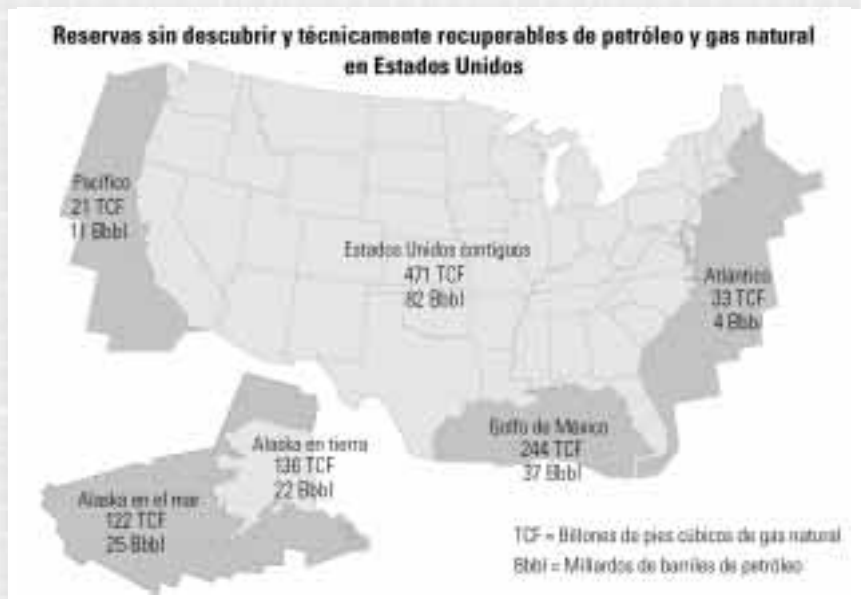 Reservas sin descubrir y técnicamente recuperables de petróleo y gas natural
en Estados Unidos
Pacífico
21 TCF
11 Bbbl
Estados Unidos contiguos
471 TCF
82 Bbbl
Atlántico
33 TCF
4 Bbbl
Golfo de México
244 TCF
37 Bbbl
Alaska en tierra
136 TCF
22 Bbbl
Alaska en el mar
122 TCF
25 Bbbl
TCF = Billones de pies cúbicos de gas natural
Bbbl = Millardos de barriles de petróleo